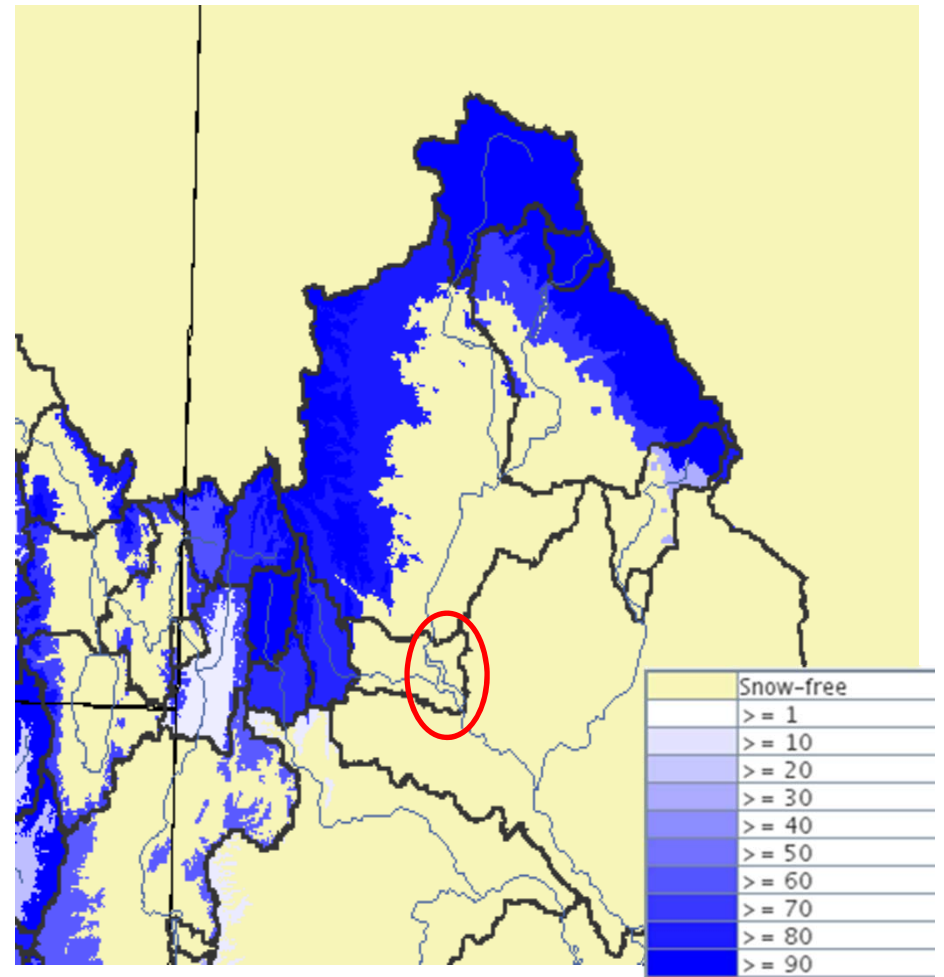 Snow-free
> = 1
> = 10
> = 20
> = 30
> = 40
> = 50
> = 60
> = 70
> = 80
> = 90